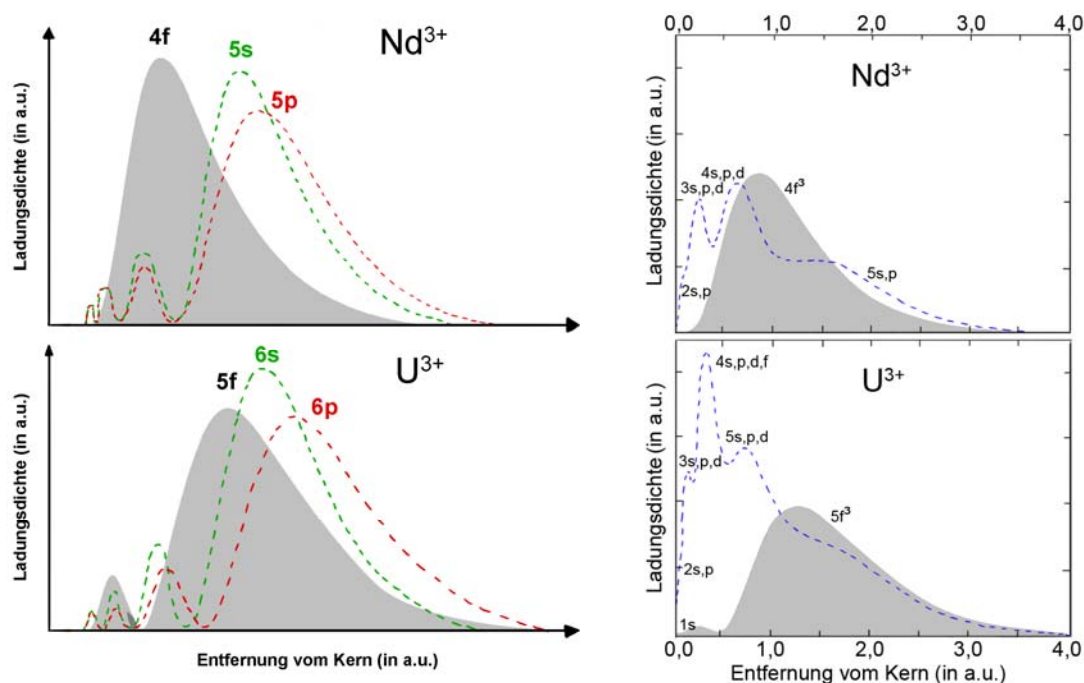 Nd³⁺
4f
5s
5p
Ladungsdichte (in a.u.)
U³⁺
5f
6s
6p
Ladungsdichte (in a.u.)
Entfernung vom Kern (in a.u.)
0,0 1,0 2,0 3,0 4,0
Nd³⁺
Ladungsdichte (in a.u.)
2s,p
3s,p,d
4s,p,d
4f³
5s,p
U³⁺
Ladungsdichte (in a.u.)
1s
2s,p
3s,p,d
4s,p,d,f
5s,p,d
5f³
0,0 1,0 2,0 3,0 4,0
Entfernung vom Kern (in a.u.)